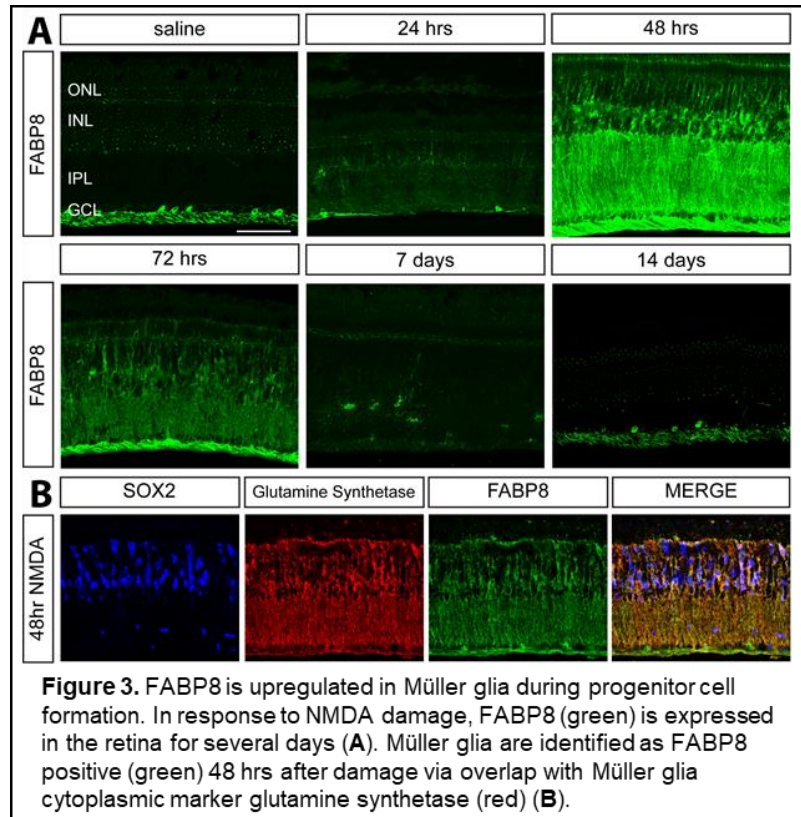 A
saline
24 hrs
48 hrs
FABP8
ONL
INL
IPL
GCL
72 hrs
7 days
14 days
FABP8
B
SOX2
Glutamine Synthetase
FABP8
MERGE
48hr NMDA
Figure 3. FABP8 is upregulated in Müller glia during progenitor cell
formation. In response to NMDA damage, FABP8 (green) is expressed
in the retina for several days (A). Müller glia are identified as FABP8
positive (green) 48 hrs after damage via overlap with Müller glia
cytoplasmic marker glutamine synthetase (red) (B).